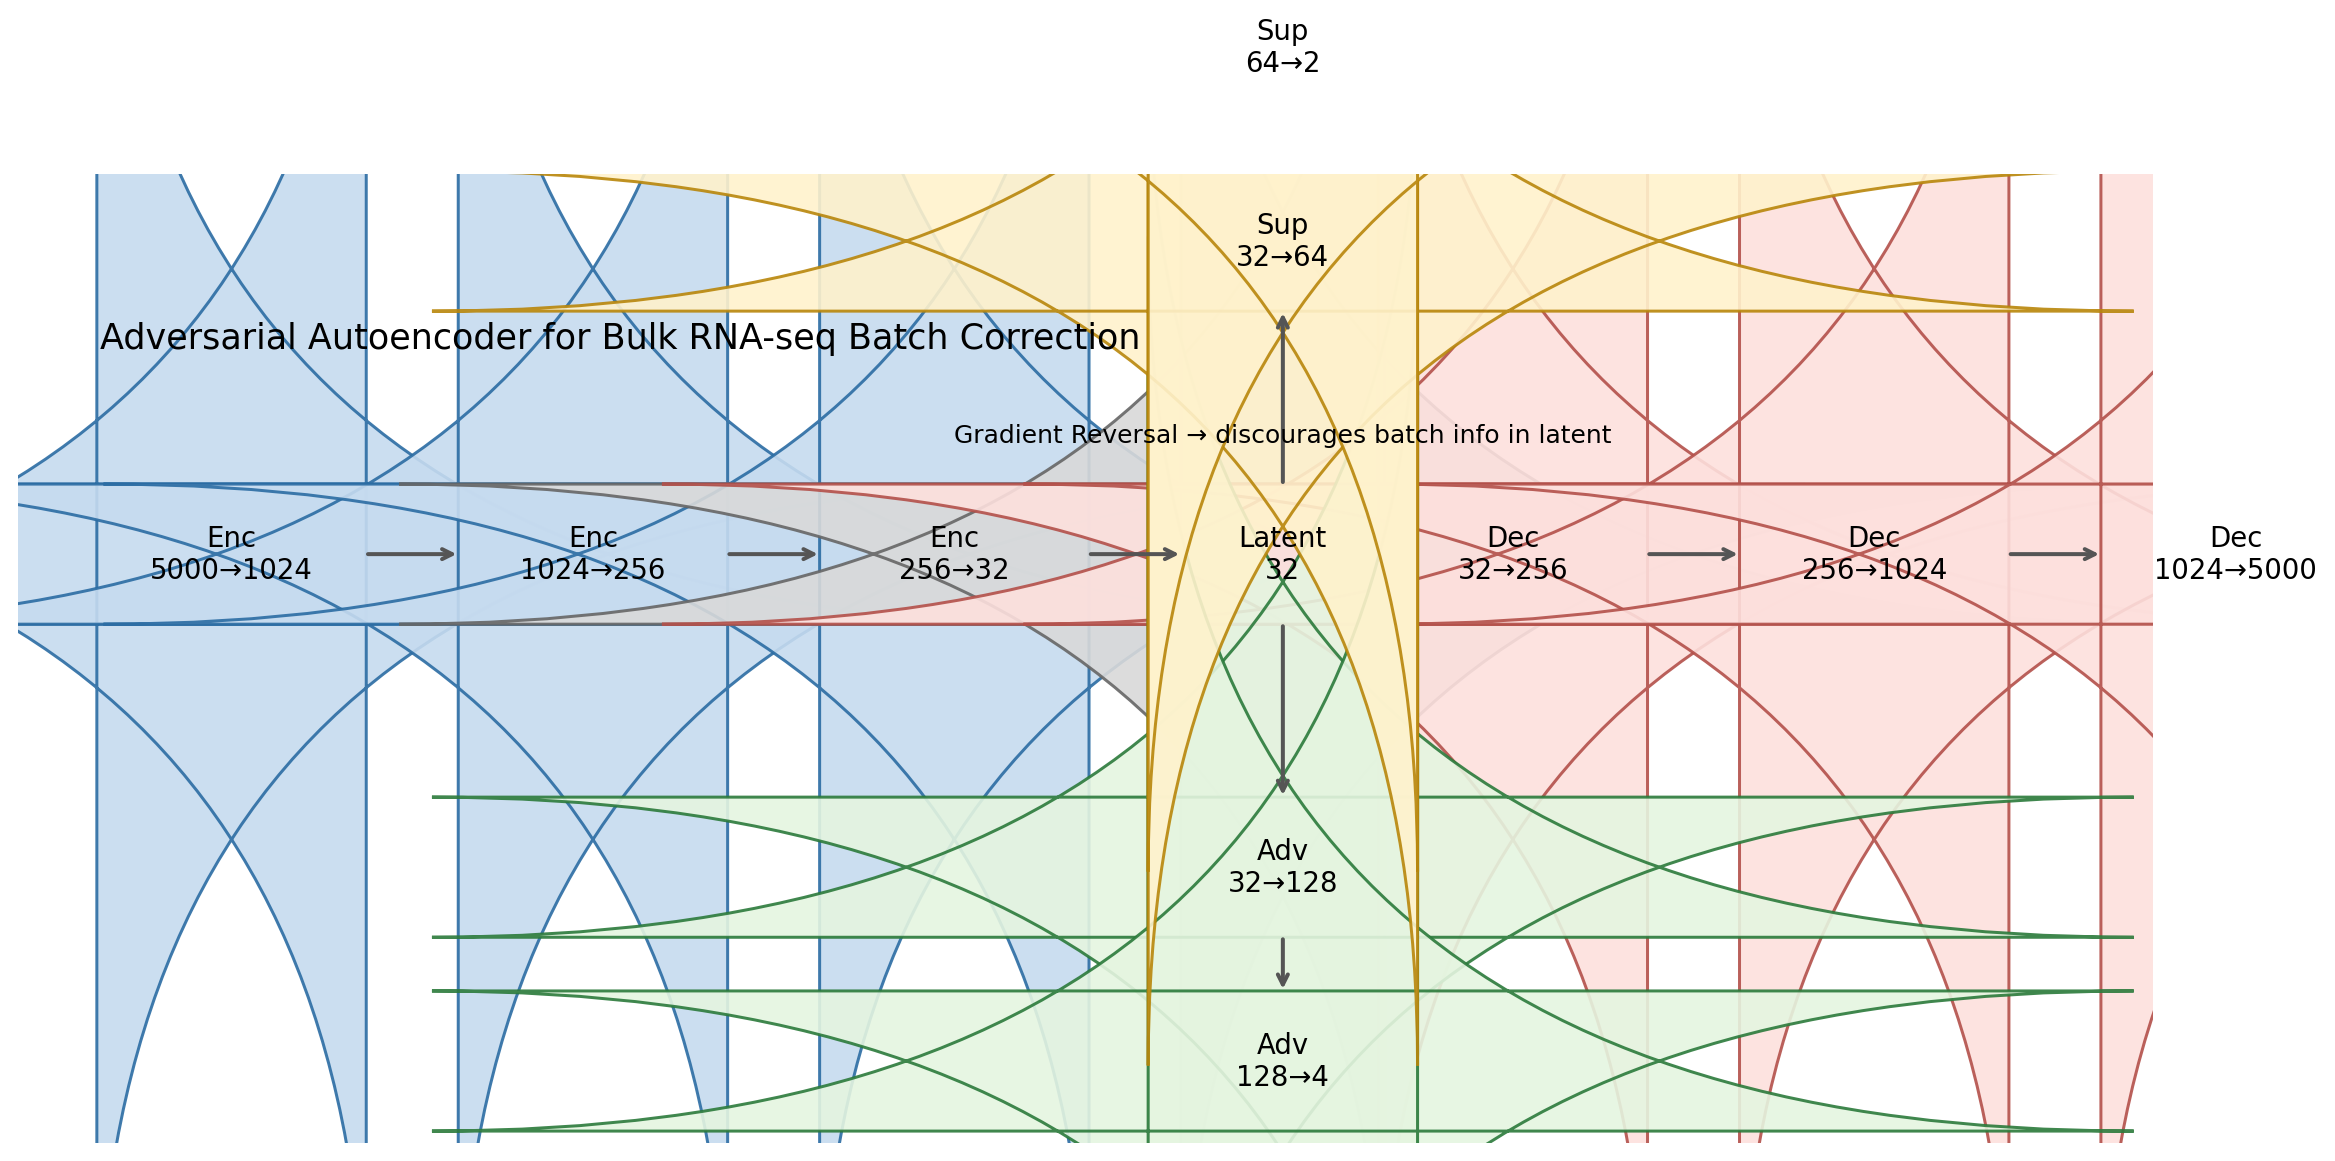 Sup
64→2
Sup
32→64
Adversarial Autoencoder for Bulk RNA-seq Batch Correction
Gradient Reversal → discourages batch info in latent
Enc
5000→1024
Enc
1024→256
Enc
256→32
Latent
32
Dec
32→256
Dec
256→1024
Dec
1024→5000
Adv
32→128
Adv
128→4